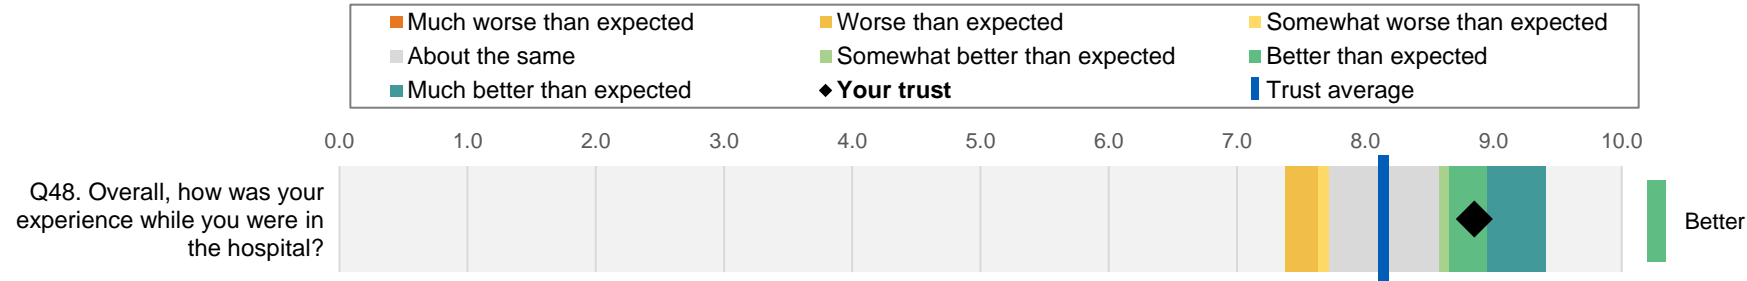 Much worse than expected Worse than expected Somewhat worse than expected
About the same Somewhat better than expected Better than expected
Much better than expected Your trust Trust average
0.0 1.0 2.0 3.0 4.0 5.0 6.0 7.0 8.0 9.0 10.0
Q48. Overall, how was your
experience while you were in
the hospital?
Better